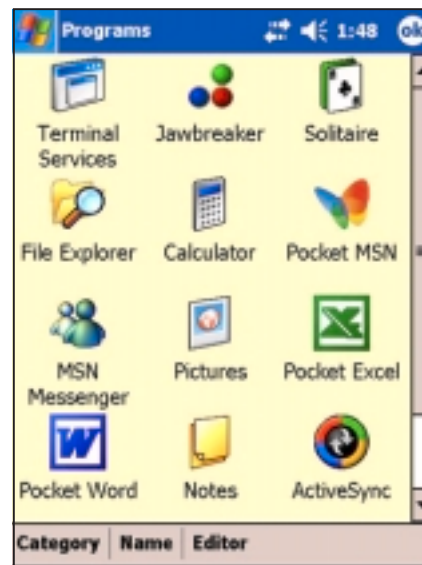 Programs 1:48 ok
Terminal Services Jawbreaker Solitaire
File Explorer Calculator Pocket MSN
MSN Messenger Pictures Pocket Excel
W
Pocket Word Notes ActiveSync
Category Name Editor